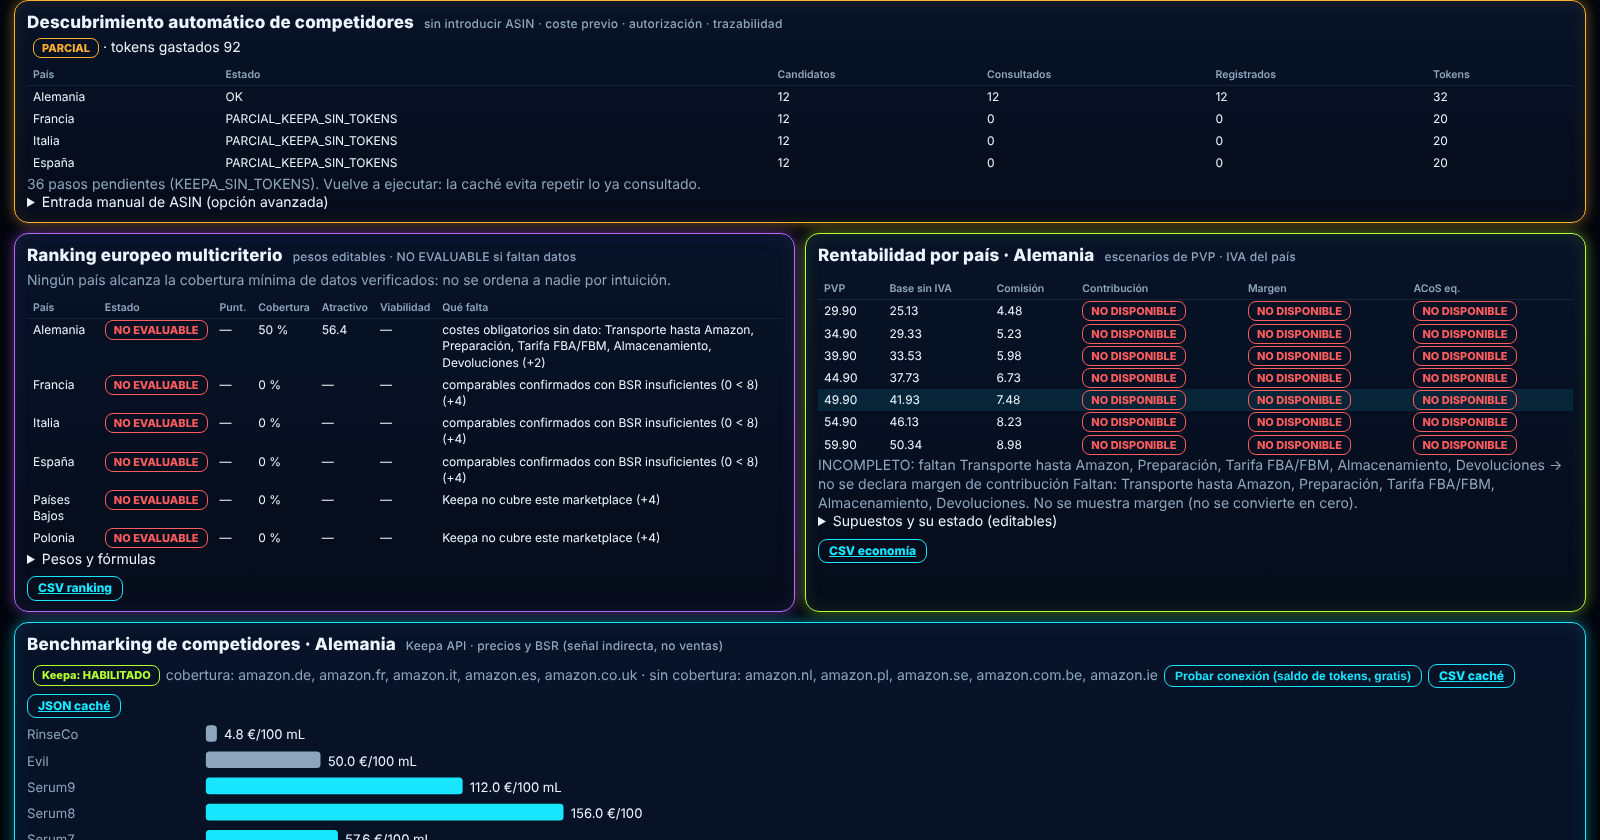 Descubrimiento automático de competidores sin introducir ASIN · coste previo · autorización · trazabilidad
PARCIAL · tokens gastados 92
País Estado Candidatos Consultados Registrados Tokens
Alemania OK 12 12 12 32
Francia PARCIAL_KEEPA_SIN_TOKENS 12 0 0 20
Italia PARCIAL_KEEPA_SIN_TOKENS 12 0 0 20
España PARCIAL_KEEPA_SIN_TOKENS 12 0 0 20
36 pasos pendientes (KEEPA_SIN_TOKENS). Vuelve a ejecutar: la caché evita repetir lo ya consultado.
▶ Entrada manual de ASIN (opción avanzada)
Ranking europeo multicriterio pesos editables · NO EVALUABLE si faltan datos
Ningún país alcanza la cobertura mínima de datos verificados: no se ordena a nadie por intuición.
País Estado Punt. Cobertura Atractivo Viabilidad Qué falta
Alemania NO EVALUABLE — 50 % 56.4 — costes obligatorios sin dato: Transporte hasta Amazon,
Preparación, Tarifa FBA/FBM, Almacenamiento,
Devoluciones (+2)
Francia NO EVALUABLE — 0 % — — comparables confirmados con BSR insuficientes (0 < 8)
(+4)
Italia NO EVALUABLE — 0 % — — comparables confirmados con BSR insuficientes (0 < 8)
(+4)
España NO EVALUABLE — 0 % — — comparables confirmados con BSR insuficientes (0 < 8)
(+4)
Países NO EVALUABLE — 0 % — — Keepa no cubre este marketplace (+4)
Bajos
Polonia NO EVALUABLE — 0 % — — Keepa no cubre este marketplace (+4)
▶ Pesos y fórmulas
CSV ranking
Rentabilidad por país · Alemania escenarios de PVP · IVA del país
PVP Base sin IVA Comisión Contribución Margen ACoS eq.
29.90 25.13 4.48 NO DISPONIBLE NO DISPONIBLE NO DISPONIBLE
34.90 29.33 5.23 NO DISPONIBLE NO DISPONIBLE NO DISPONIBLE
39.90 33.53 5.98 NO DISPONIBLE NO DISPONIBLE NO DISPONIBLE
44.90 37.73 6.73 NO DISPONIBLE NO DISPONIBLE NO DISPONIBLE
49.90 41.93 7.48 NO DISPONIBLE NO DISPONIBLE NO DISPONIBLE
54.90 46.13 8.23 NO DISPONIBLE NO DISPONIBLE NO DISPONIBLE
59.90 50.34 8.98 NO DISPONIBLE NO DISPONIBLE NO DISPONIBLE
INCOMPLETO: faltan Transporte hasta Amazon, Preparación, Tarifa FBA/FBM, Almacenamiento, Devoluciones →
no se declara margen de contribución Faltan: Transporte hasta Amazon, Preparación, Tarifa FBA/FBM,
Almacenamiento, Devoluciones. No se muestra margen (no se convierte en cero).
▶ Supuestos y su estado (editables)
CSV economía
Benchmarking de competidores · Alemania Keepa API · precios y BSR (señal indirecta, no ventas)
Keepa: HABILITADO cobertura: amazon.de, amazon.fr, amazon.it, amazon.es, amazon.co.uk · sin cobertura: amazon.nl, amazon.pl, amazon.se, amazon.com.be, amazon.ie Probar conexión (saldo de tokens, gratis) CSV caché
JSON caché
RinseCo 4.8 €/100 mL
Evil 50.0 €/100 mL
Serum9 112.0 €/100 mL
Serum8 156.0 €/100
Serum7 57.6 €/100 mL